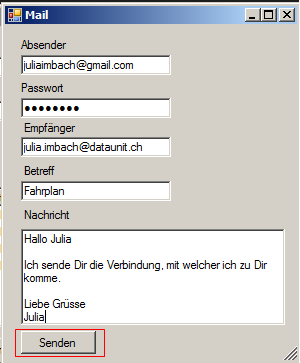 Mail
Absender
juliaimbach@gmail.com
Passwort
●●●●●●●●
Empfänger
julia.imbach@dataunit.ch
Betreff
Fahrplan
Nachricht
Hallo Julia
Ich sende Dir die Verbindung, mit welcher ich zu Dir
komme.
Liebe Grüsse
Julia
Senden